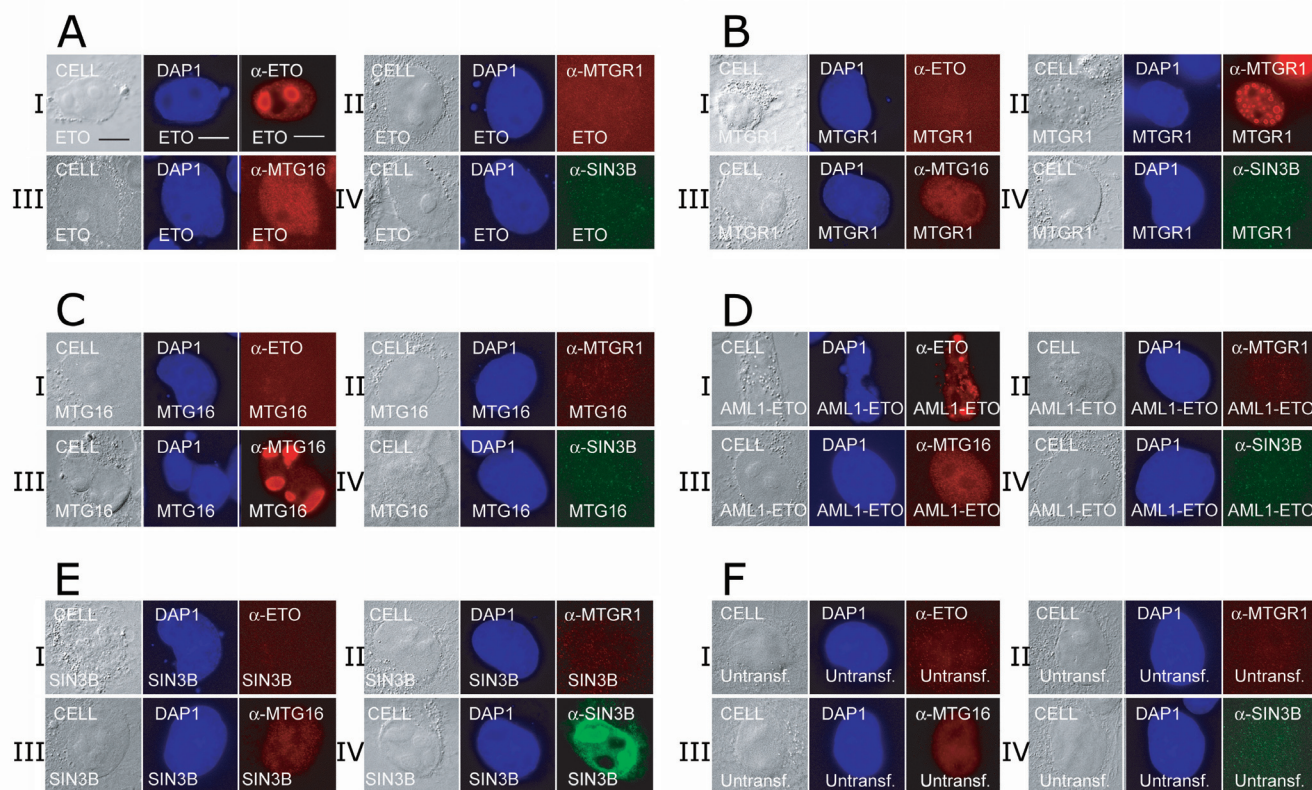 A
B
I
CELL DAP1 α-ETO
ETO ETO ETO
II
CELL DAP1 α-MTGR1
ETO ETO ETO
I
CELL DAP1 α-ETO
MTGR1 MTGR1 MTGR1
II
CELL DAP1 α-MTGR1
MTGR1 MTGR1 MTGR1
III
CELL DAP1 α-MTG16
ETO ETO ETO
IV
CELL DAP1 α-SIN3B
ETO ETO ETO
III
CELL DAP1 α-MTG16
MTGR1 MTGR1 MTGR1
IV
CELL DAP1 α-SIN3B
MTGR1 MTGR1 MTGR1
C
D
I
CELL DAP1 α-ETO
MTG16 MTG16 MTG16
II
CELL DAP1 α-MTGR1
MTG16 MTG16 MTG16
I
CELL DAP1 α-ETO
AML1-ETO AML1-ETO AML1-ETO
II
CELL DAP1 α-MTGR1
AML1-ETO AML1-ETO AML1-ETO
III
CELL DAP1 α-MTG16
MTG16 MTG16 MTG16
IV
CELL DAP1 α-SIN3B
MTG16 MTG16 MTG16
III
CELL DAP1 α-MTG16
AML1-ETO AML1-ETO AML1-ETO
IV
CELL DAP1 α-SIN3B
AML1-ETO AML1-ETO AML1-ETO
E
F
I
CELL DAP1 α-ETO
SIN3B SIN3B SIN3B
II
CELL DAP1 α-MTGR1
SIN3B SIN3B SIN3B
I
CELL DAP1 α-ETO
Untransf. Untransf. Untransf.
II
CELL DAP1 α-MTGR1
Untransf. Untransf. Untransf.
III
CELL DAP1 α-MTG16
SIN3B SIN3B SIN3B
IV
CELL DAP1 α-SIN3B
SIN3B SIN3B SIN3B
III
CELL DAP1 α-MTG16
Untransf. Untransf. Untransf.
IV
CELL DAP1 α-SIN3B
Untransf. Untransf. Untransf.